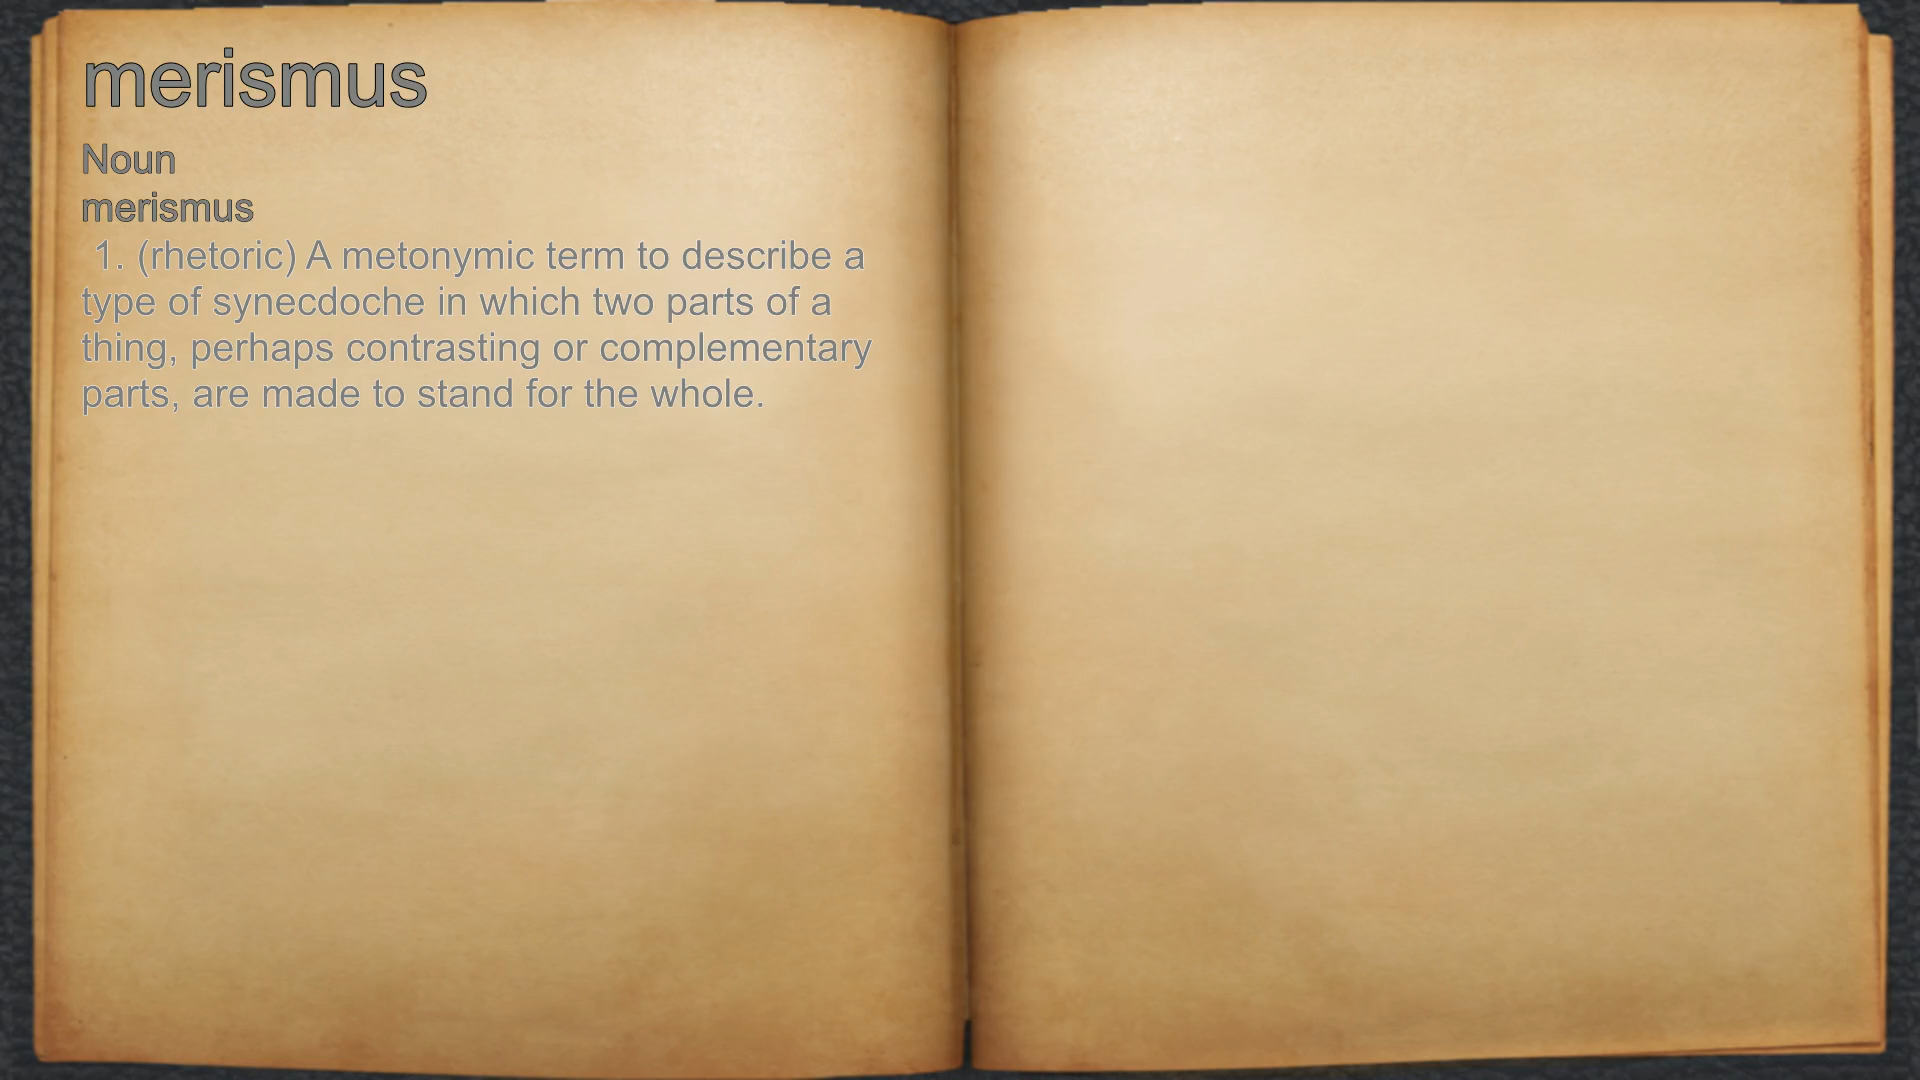 merismus
Noun
merismus
1. (rhetoric) A metonymic term to describe a
type of synecdoche in which two parts of a
thing, perhaps contrasting or complementary
parts, are made to stand for the whole.